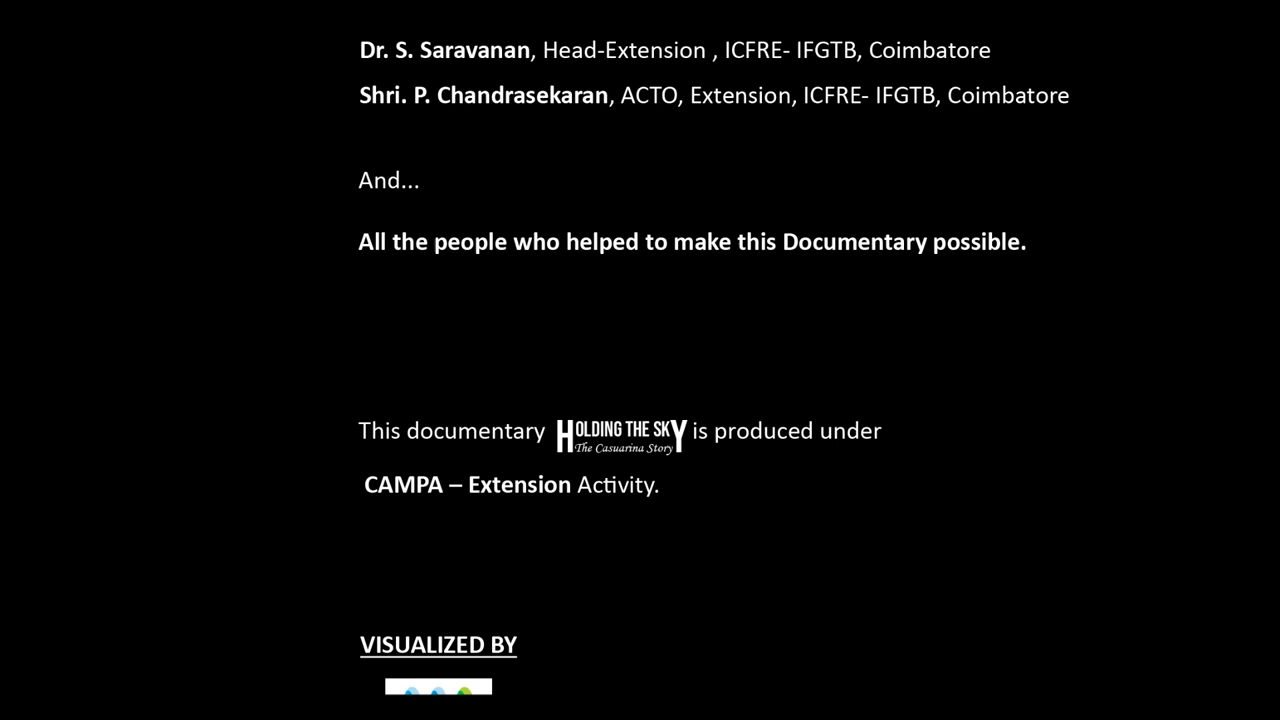 Dr. S. Saravanan, Head-Extension , ICFRE- IFGTB, Coimbatore
Shri. P. Chandrasekaran, ACTO, Extension, ICFRE- IFGTB, Coimbatore
And...
All the people who helped to make this Documentary possible.
This documentary HOLDING THE SKY The Casuarina Story is produced under
CAMPA – Extension Activity.
VISUALIZED BY